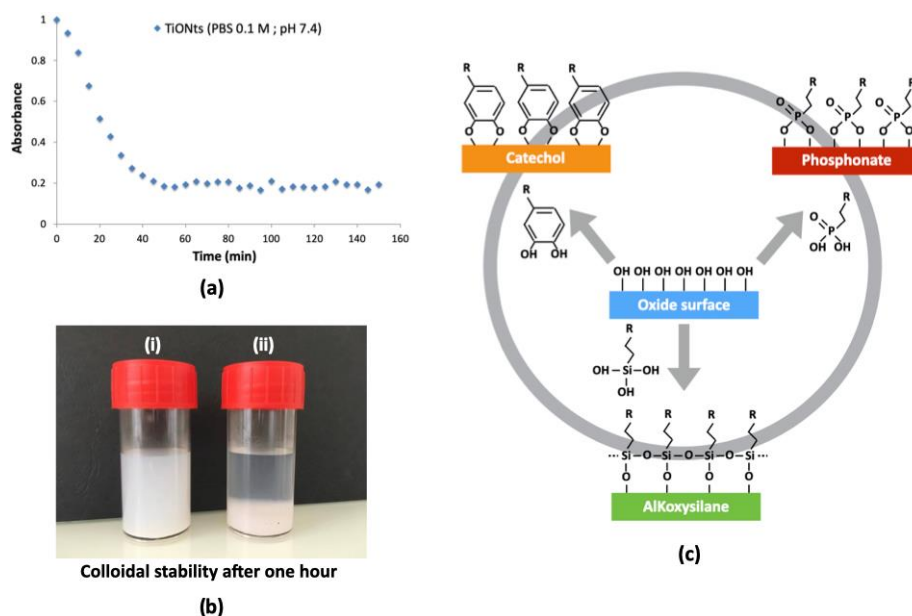 TiONts (PBS 0.1 M ; pH 7.4)
Absorbance
1
0.8
0.6
0.4
0.2
0
0 20 40 60 80 100 120 140 160
Time (min)
(a)
(i) (ii)
Colloidal stability after one hour
(b)
R R R
O O O O O O
Catechol
R R R
O P O P O P
O O O O O O
Phosphonate
R
OH OH
R
O P
OH OH
OH OH OH OH OH OH OH
Oxide surface
R
OH Si OH
OH
R R R R
Si O Si O Si O Si
O O O O
AlKoxysilane
(c)